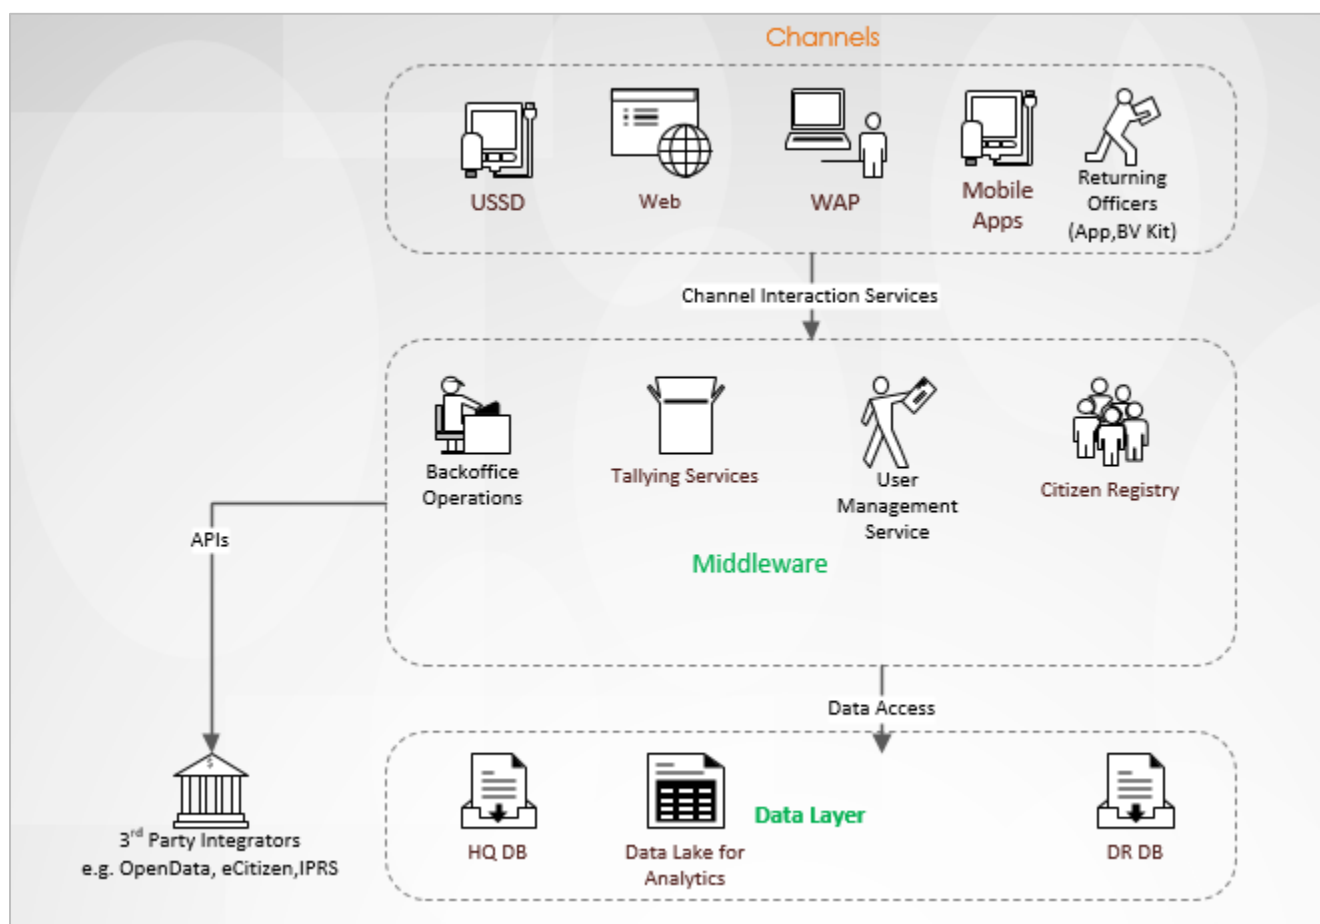 Channels
USSD
Web
WAP
Mobile
Apps
Returning
Officers
(App,BV Kit)
Channel Interaction Services
Backoffice
Operations
Tallying Services
User
Management
Service
Citizen Registry
APIs
Middleware
Data Access
3rd Party Integrators
e.g. OpenData, eCitizen,IPRS
HQ DB
Data Lake for
Analytics
Data Layer
DR DB